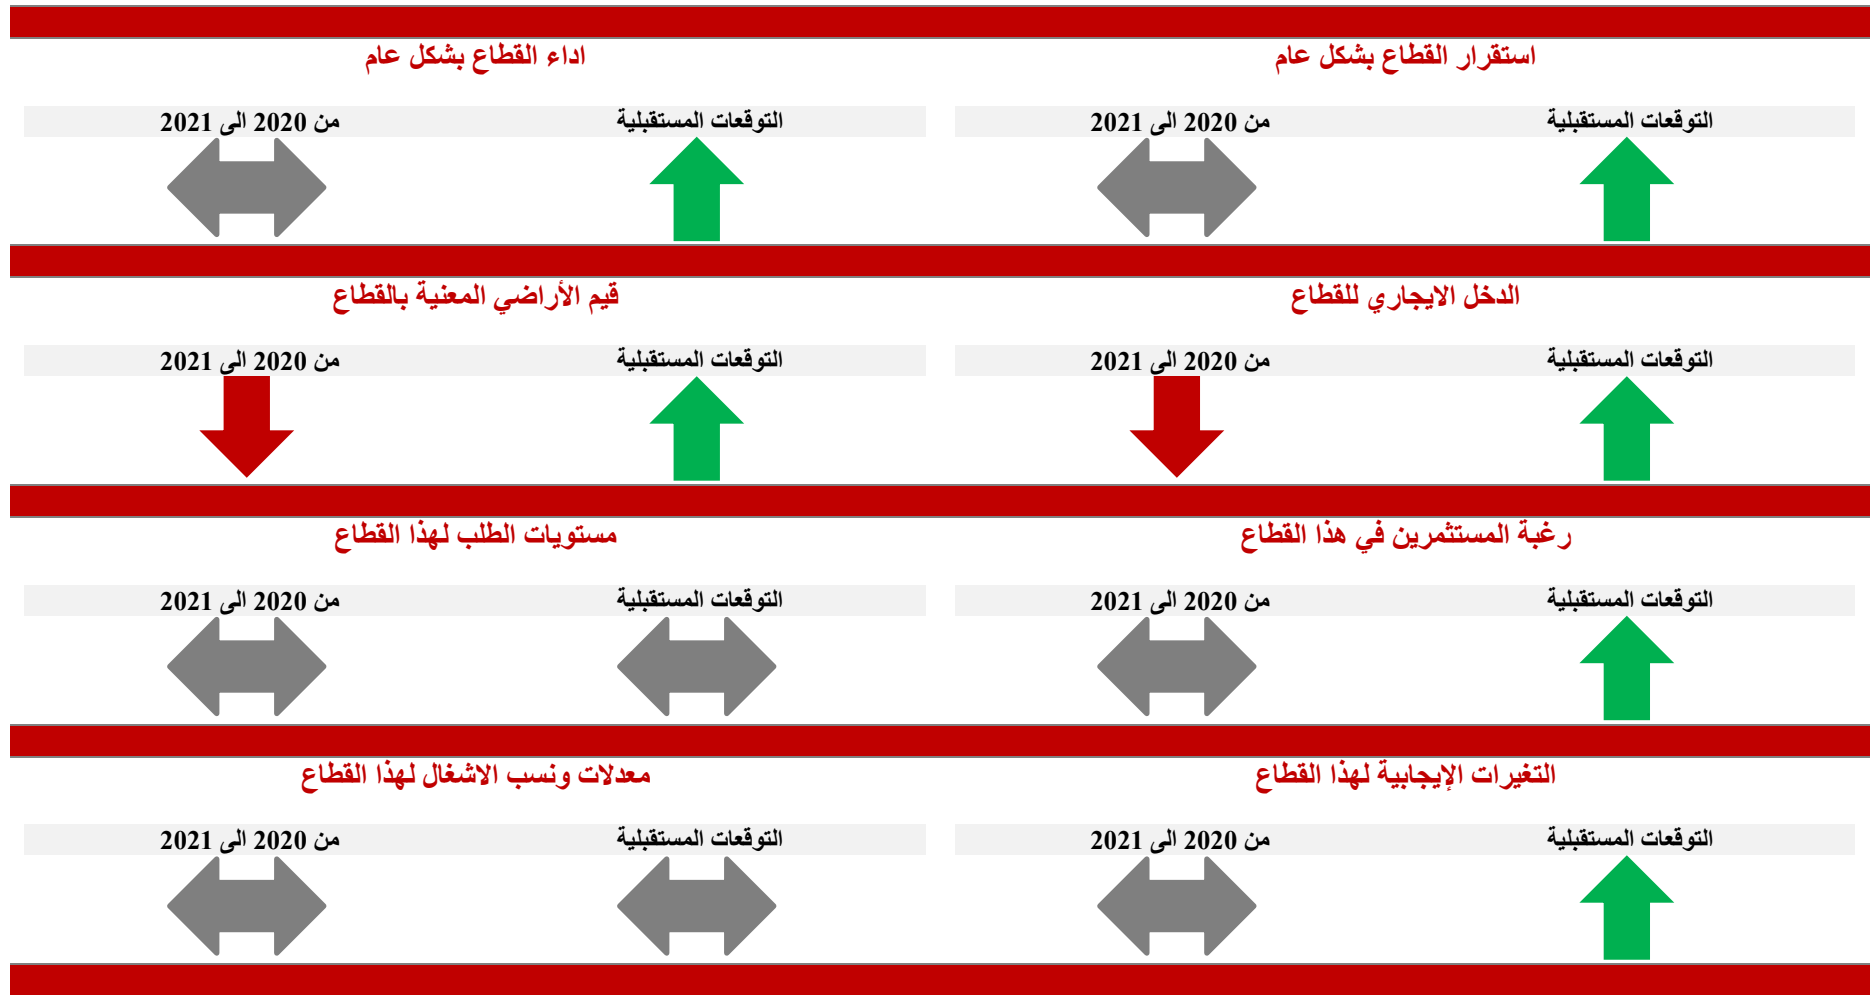 استقرار القطاع بشكل عام
اداء القطاع بشكل عام
التوقعات المستقبلية
من 2020 الى 2021
التوقعات المستقبلية
من 2020 الى 2021
الدخل الايجاري للقطاع
قيم الأراضي المعنية بالقطاع
التوقعات المستقبلية
من 2020 الى 2021
التوقعات المستقبلية
من 2020 الى 2021
رغبة المستثمرين في هذا القطاع
مستويات الطلب لهذا القطاع
التوقعات المستقبلية
من 2020 الى 2021
التوقعات المستقبلية
من 2020 الى 2021
التغيرات الإيجابية لهذا القطاع
معدلات ونسب الاشغال لهذا القطاع
التوقعات المستقبلية
من 2020 الى 2021
التوقعات المستقبلية
من 2020 الى 2021